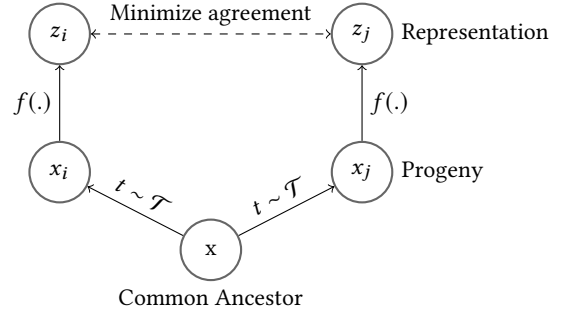 Minimize agreement
z_i
z_j
Representation
f(.)
f(.)
x_i
x_j
Progeny
t ~ 𝒯
t ~ 𝒯
x
Common Ancestor